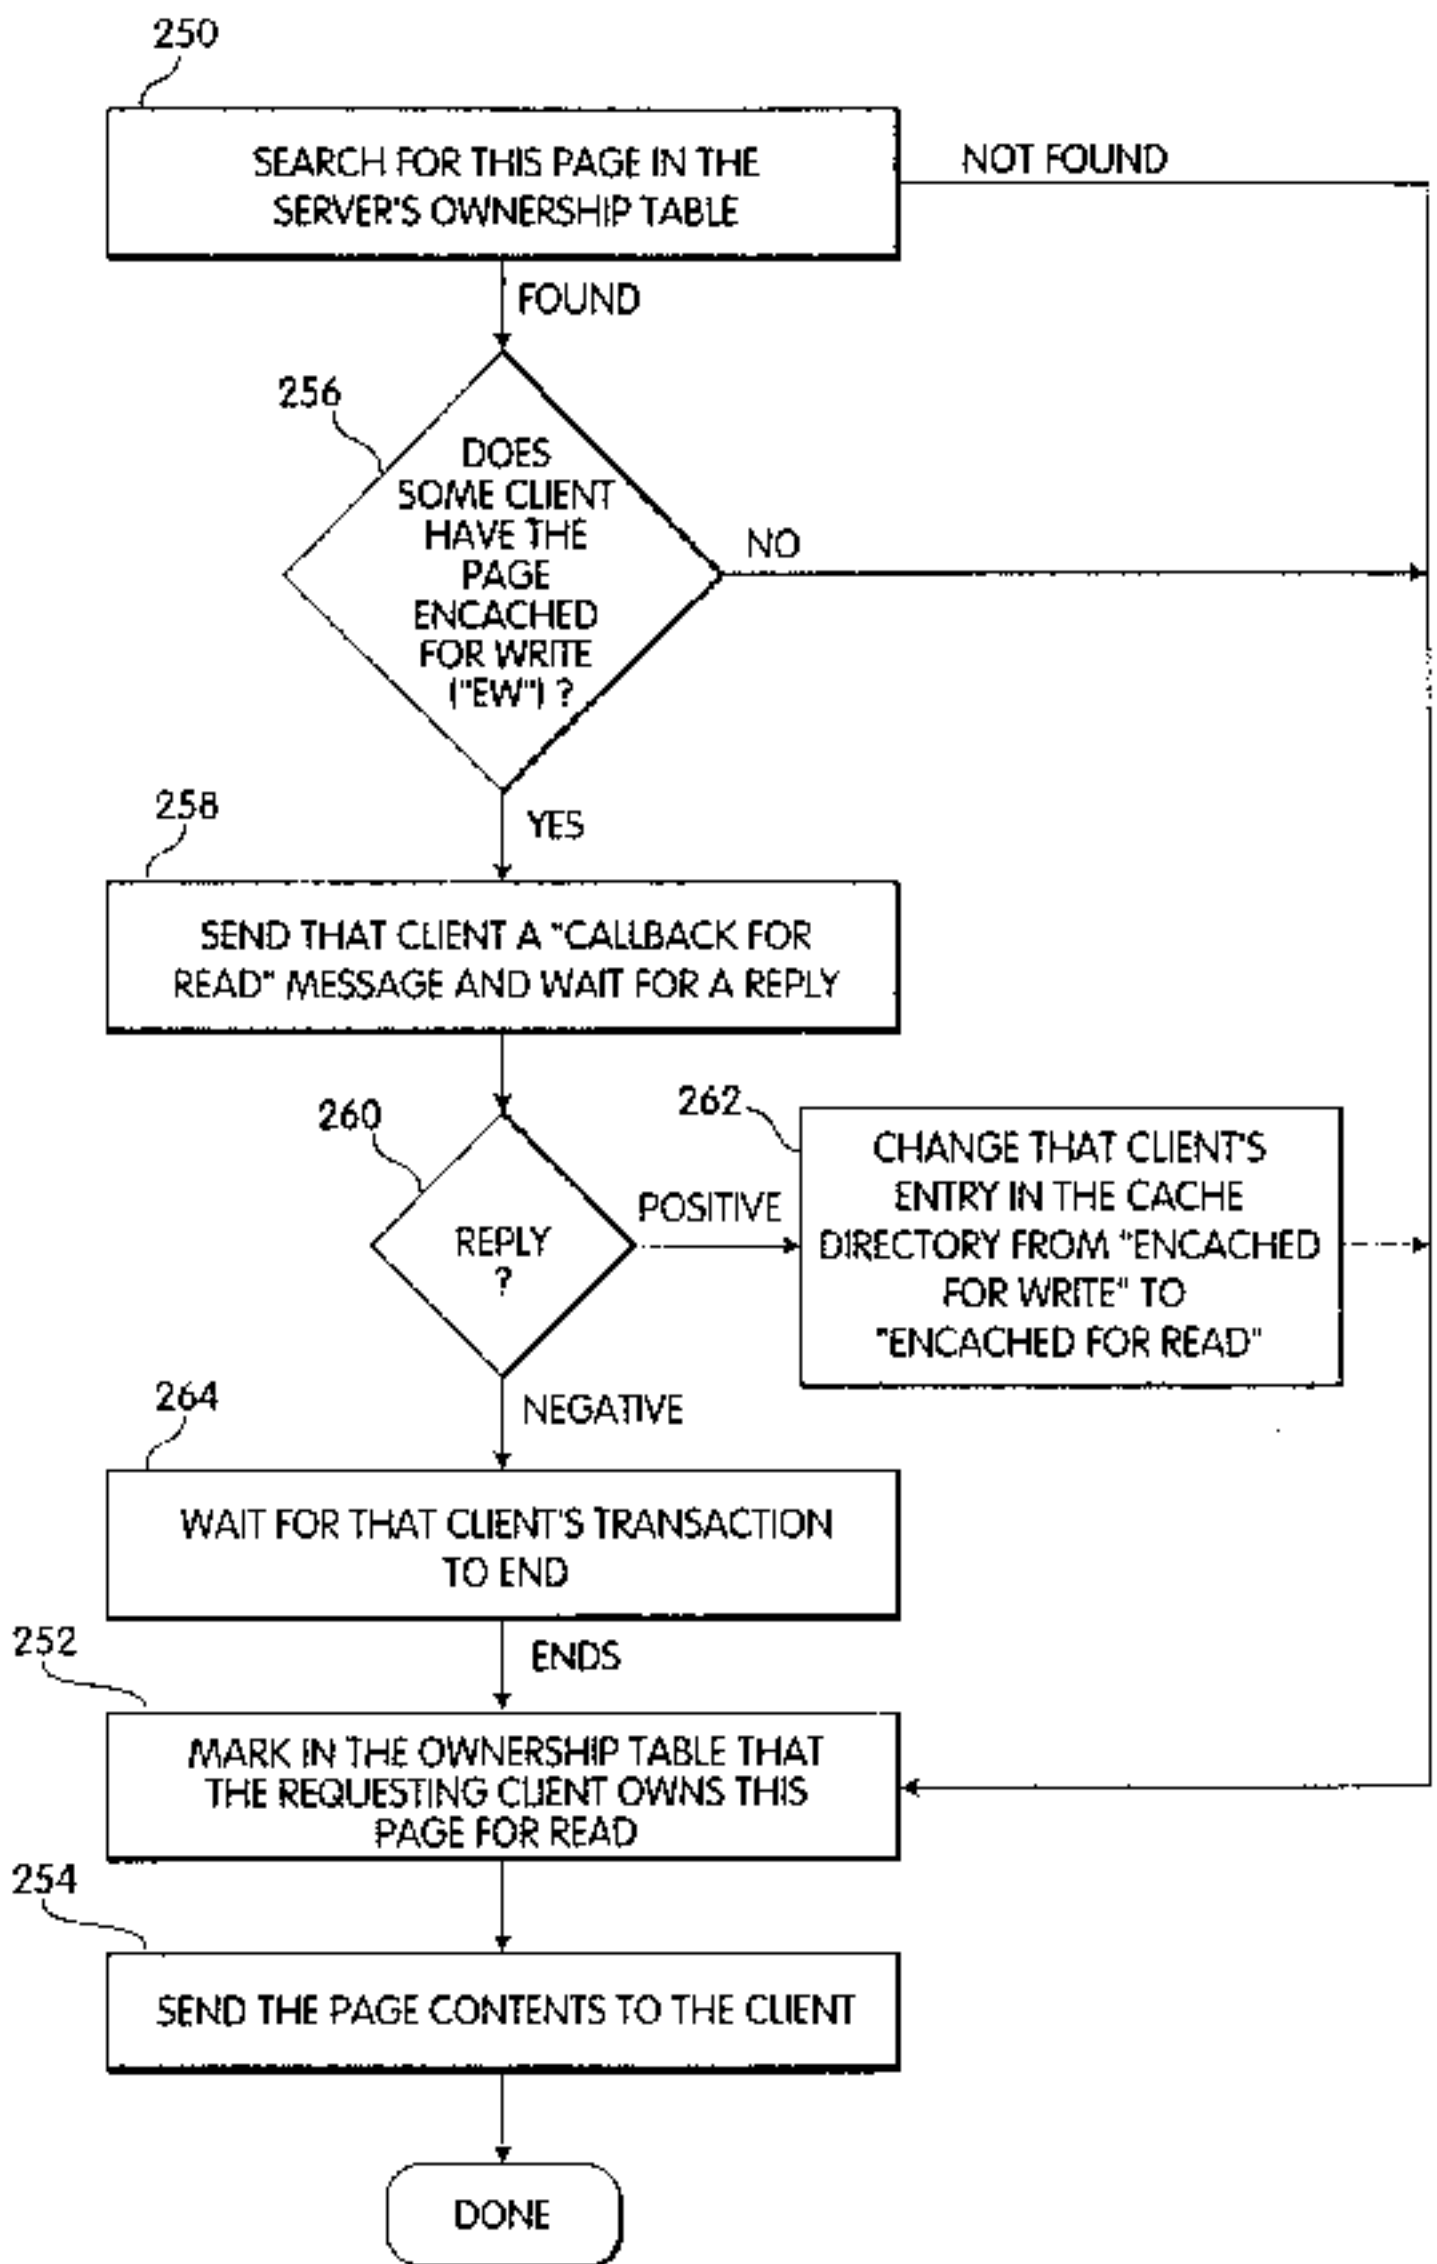 250
SEARCH FOR THIS PAGE IN THE
SERVER'S OWNERSHIP TABLE
NOT FOUND
FOUND
256
DOES
SOME CLIENT
HAVE THE
PAGE
ENCACHED
FOR WRITE
("EW") ?
NO
YES
258
SEND THAT CLIENT A "CALLBACK FOR
READ" MESSAGE AND WAIT FOR A REPLY
260
REPLY
?
POSITIVE
262
CHANGE THAT CLIENT'S
ENTRY IN THE CACHE
DIRECTORY FROM "ENCACHED
FOR WRITE" TO
"ENCACHED FOR READ"
NEGATIVE
264
WAIT FOR THAT CLIENT'S TRANSACTION
TO END
ENDS
252
MARK IN THE OWNERSHIP TABLE THAT
THE REQUESTING CLIENT OWNS THIS
PAGE FOR READ
254
SEND THE PAGE CONTENTS TO THE CLIENT
DONE